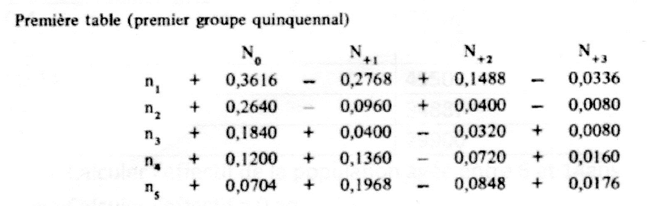 Première table (premier groupe quinquennal)
N₀ N₊₁ N₊₂ N₊₃
n₁ + 0,3616 − 0,2768 + 0,1488 − 0,0336
n₂ + 0,2640 − 0,0960 + 0,0400 − 0,0080
n₃ + 0,1840 + 0,0400 − 0,0320 + 0,0080
n₄ + 0,1200 + 0,1360 − 0,0720 + 0,0160
n₅ + 0,0704 + 0,1968 − 0,0848 + 0,0176